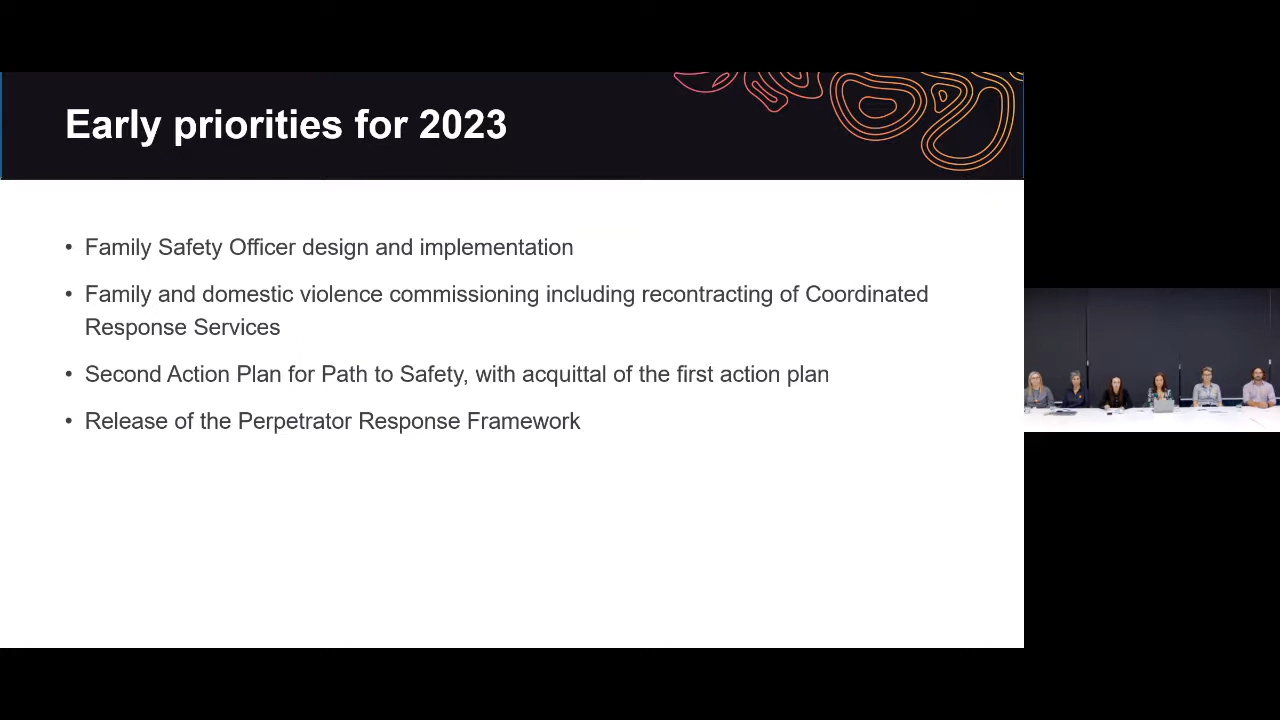 Early priorities for 2023
• Family Safety Officer design and implementation
• Family and domestic violence commissioning including recontracting of Coordinated
Response Services
• Second Action Plan for Path to Safety, with acquittal of the first action plan
• Release of the Perpetrator Response Framework